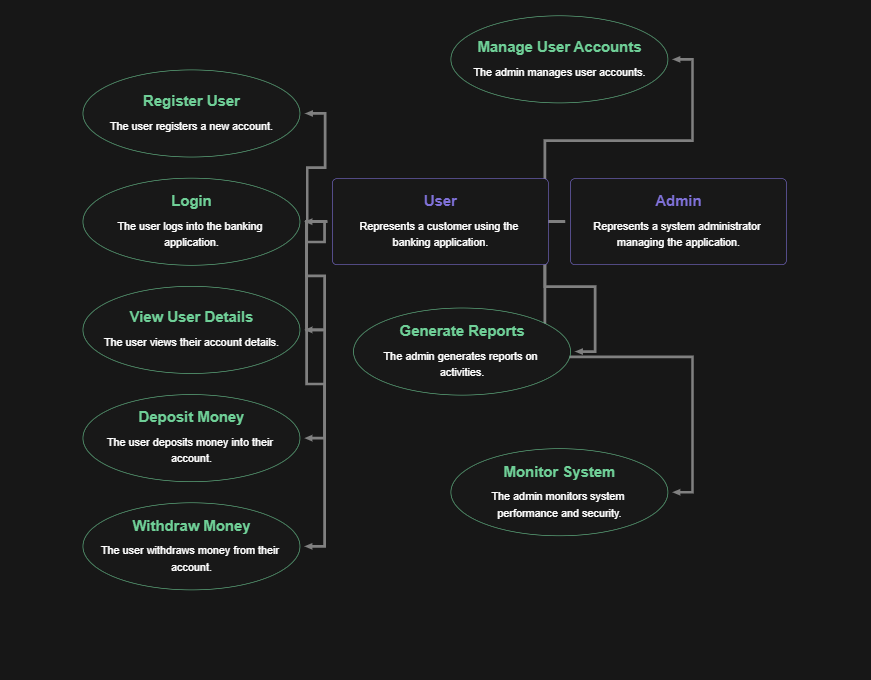 Manage User Accounts
The admin manages user accounts.
Register User
The user registers a new account.
Login
The user logs into the banking
application.
User
Represents a customer using the
banking application.
Admin
Represents a system administrator
managing the application.
View User Details
The user views their account details.
Generate Reports
The admin generates reports on
activities.
Deposit Money
The user deposits money into their
account.
Monitor System
The admin monitors system
performance and security.
Withdraw Money
The user withdraws money from their
account.